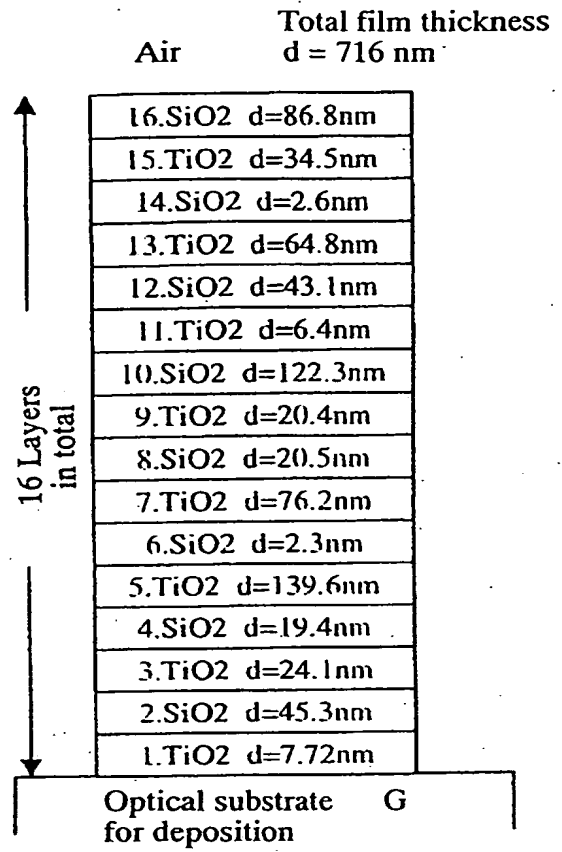 Total film thickness
Air d = 716 nm
16.SiO2 d=86.8nm
15.TiO2 d=34.5nm
14.SiO2 d=2.6nm
13.TiO2 d=64.8nm
12.SiO2 d=43.1nm
11.TiO2 d=6.4nm
10.SiO2 d=122.3nm
9.TiO2 d=20.4nm
8.SiO2 d=20.5nm
7.TiO2 d=76.2nm
6.SiO2 d=2.3nm
5.TiO2 d=139.6nm
4.SiO2 d=19.4nm
3.TiO2 d=24.1nm
2.SiO2 d=45.3nm
1.TiO2 d=7.72nm
16 Layers
in total
Optical substrate G
for deposition